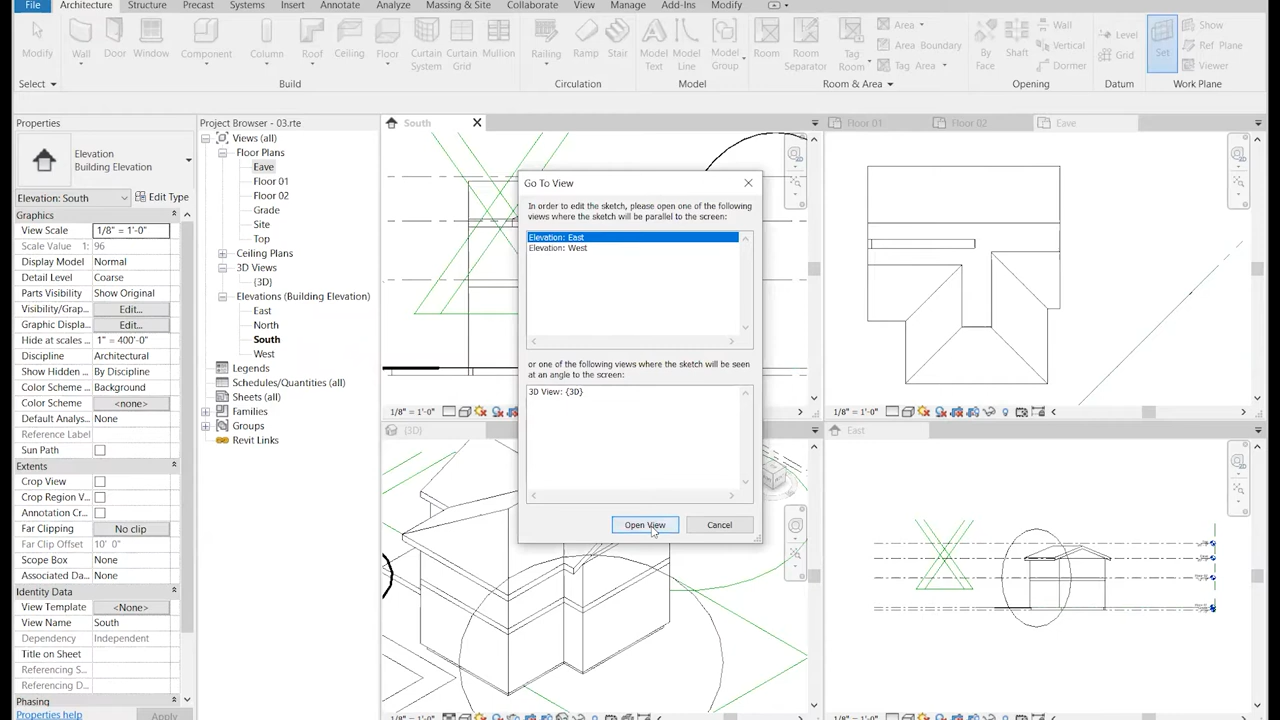 File Architecture Structure Precast Systems Insert Annotate Analyze Massing & Site Collaborate View Manage Add-Ins Modify
Modify Wall Door Window Component Column Roof Ceiling Floor Curtain System Curtain Grid Mullion Railing Ramp Stair Model Text Model Line Model Group Room Room Separator Tag Room Area Area Boundary Tag Area By Face Shaft Wall Vertical Dormer Level Grid Set Show Ref Plane Viewer
Select Build Circulation Model Room & Area Opening Datum Work Plane
Properties
Elevation
Building Elevation
Elevation: South Edit Type
Graphics
View Scale 1/8" = 1'-0"
Scale Value 1: 96
Display Model Normal
Detail Level Coarse
Parts Visibility Show Original
Visibility/Grap... Edit...
Graphic Displa... Edit...
Hide at scales ... 1" = 400'-0"
Discipline Architectural
Show Hidden ... By Discipline
Color Scheme ... Background
Color Scheme <none>
Default Analys... None
Reference Label
Sun Path
Extents
Crop View
Crop Region V...
Annotation Cr...
Far Clipping No clip
Far Clip Offset 10' 0"
Scope Box None
Associated Da... None
Identity Data
View Template <None>
View Name South
Dependency Independent
Title on Sheet
Referencing S...
Referencing D...
Phasing
Properties help Apply
Project Browser - 03.rte
Views (all)
Floor Plans
Eave
Floor 01
Floor 02
Grade
Site
Top
Ceiling Plans
3D Views
{3D}
Elevations (Building Elevation)
East
North
South
West
Legends
Schedules/Quantities (all)
Sheets (all)
Families
Groups
Revit Links
South
Floor 01 Floor 02 Eave
Go To View
In order to edit the sketch, please open one of the following
views where the sketch will be parallel to the screen:
Elevation: East
Elevation: West
or one of the following views where the sketch will be seen
at an angle to the screen:
3D View: {3D}
Open View Cancel
1/8" = 1'-0"
1/8" = 1'-0"
{3D}
East
1/8" = 1'-0"
1/8" = 1'-0"